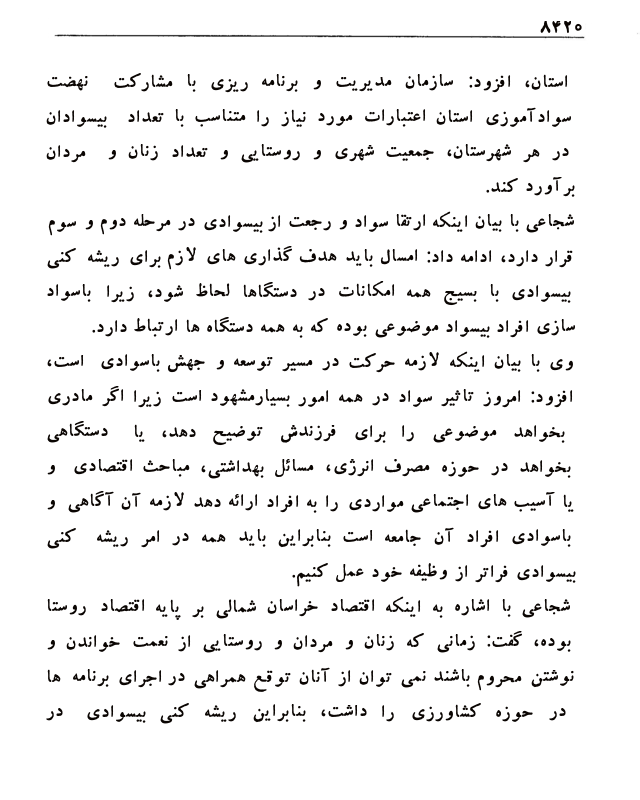 ۸۴۲۰
استان، افزود: سازمان مدیریت و برنامه ریزی با مشارکت نهضت
سوادآموزی استان اعتبارات مورد نیاز را متناسب با تعداد بیسوادان
در هر شهرستان، جمعیت شهری و روستایی و تعداد زنان و مردان
برآورد کند.
شجاعی با بیان اینکه ارتقا سواد و رجعت از بیسوادی در مرحله دوم و سوم
قرار دارد، ادامه داد: امسال باید هدف گذاری های لازم برای ریشه کنی
بیسوادی با بسیج همه امکانات در دستگاها لحاظ شود، زیرا باسواد
سازی افراد بیسواد موضوعی بوده که به همه دستگاه ها ارتباط دارد.
وی با بیان اینکه لازمه حرکت در مسیر توسعه و جهش باسوادی است،
افزود: امروز تاثیر سواد در همه امور بسیارمشهود است زیرا اگر مادری
بخواهد موضوعی را برای فرزندش توضیح دهد، یا دستگاهی
بخواهد در حوزه مصرف انرژی، مسائل بهداشتی، مباحث اقتصادی و
یا آسیب های اجتماعی مواردی را به افراد ارائه دهد لازمه آن آگاهی و
باسوادی افراد آن جامعه است بنابراین باید همه در امر ریشه کنی
بیسوادی فراتر از وظیفه خود عمل کنیم.
شجاعی با اشاره به اینکه اقتصاد خراسان شمالی بر پایه اقتصاد روستا
بوده، گفت: زمانی که زنان و مردان و روستایی از نعمت خواندن و
نوشتن محروم باشند نمی توان از آنان توقع همراهی در اجرای برنامه ها
در حوزه کشاورزی را داشت، بنابراین ریشه کنی بیسوادی در